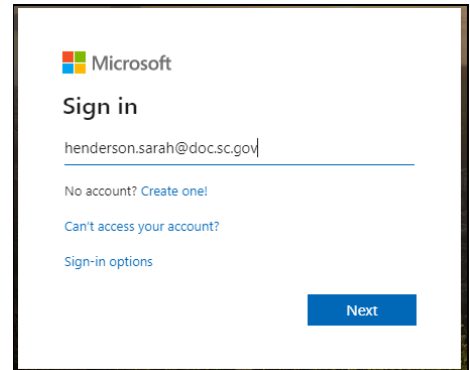 Microsoft
Sign in
henderson.sarah@doc.sc.gov
No account? Create one!
Can't access your account?
Sign-in options
Next